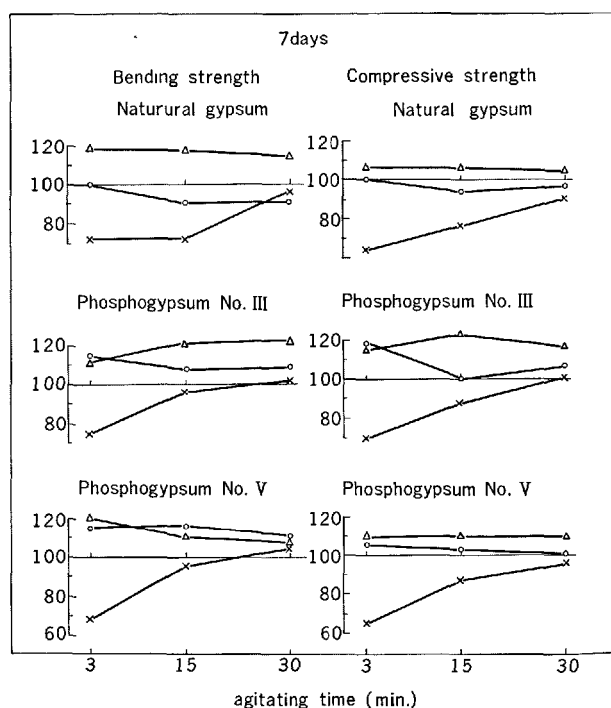 7days
Bending strength Compressive strength
Natururural gypsum Natural gypsum
120 120
100 100
80 80
Phosphogypsum No. III Phosphogypsum No. III
120 120
100 100
80 80
Phosphogypsum No. V Phosphogypsum No. V
120 120
100 100
80 80
60 60
3 15 30 3 15 30
agitating time (min.)